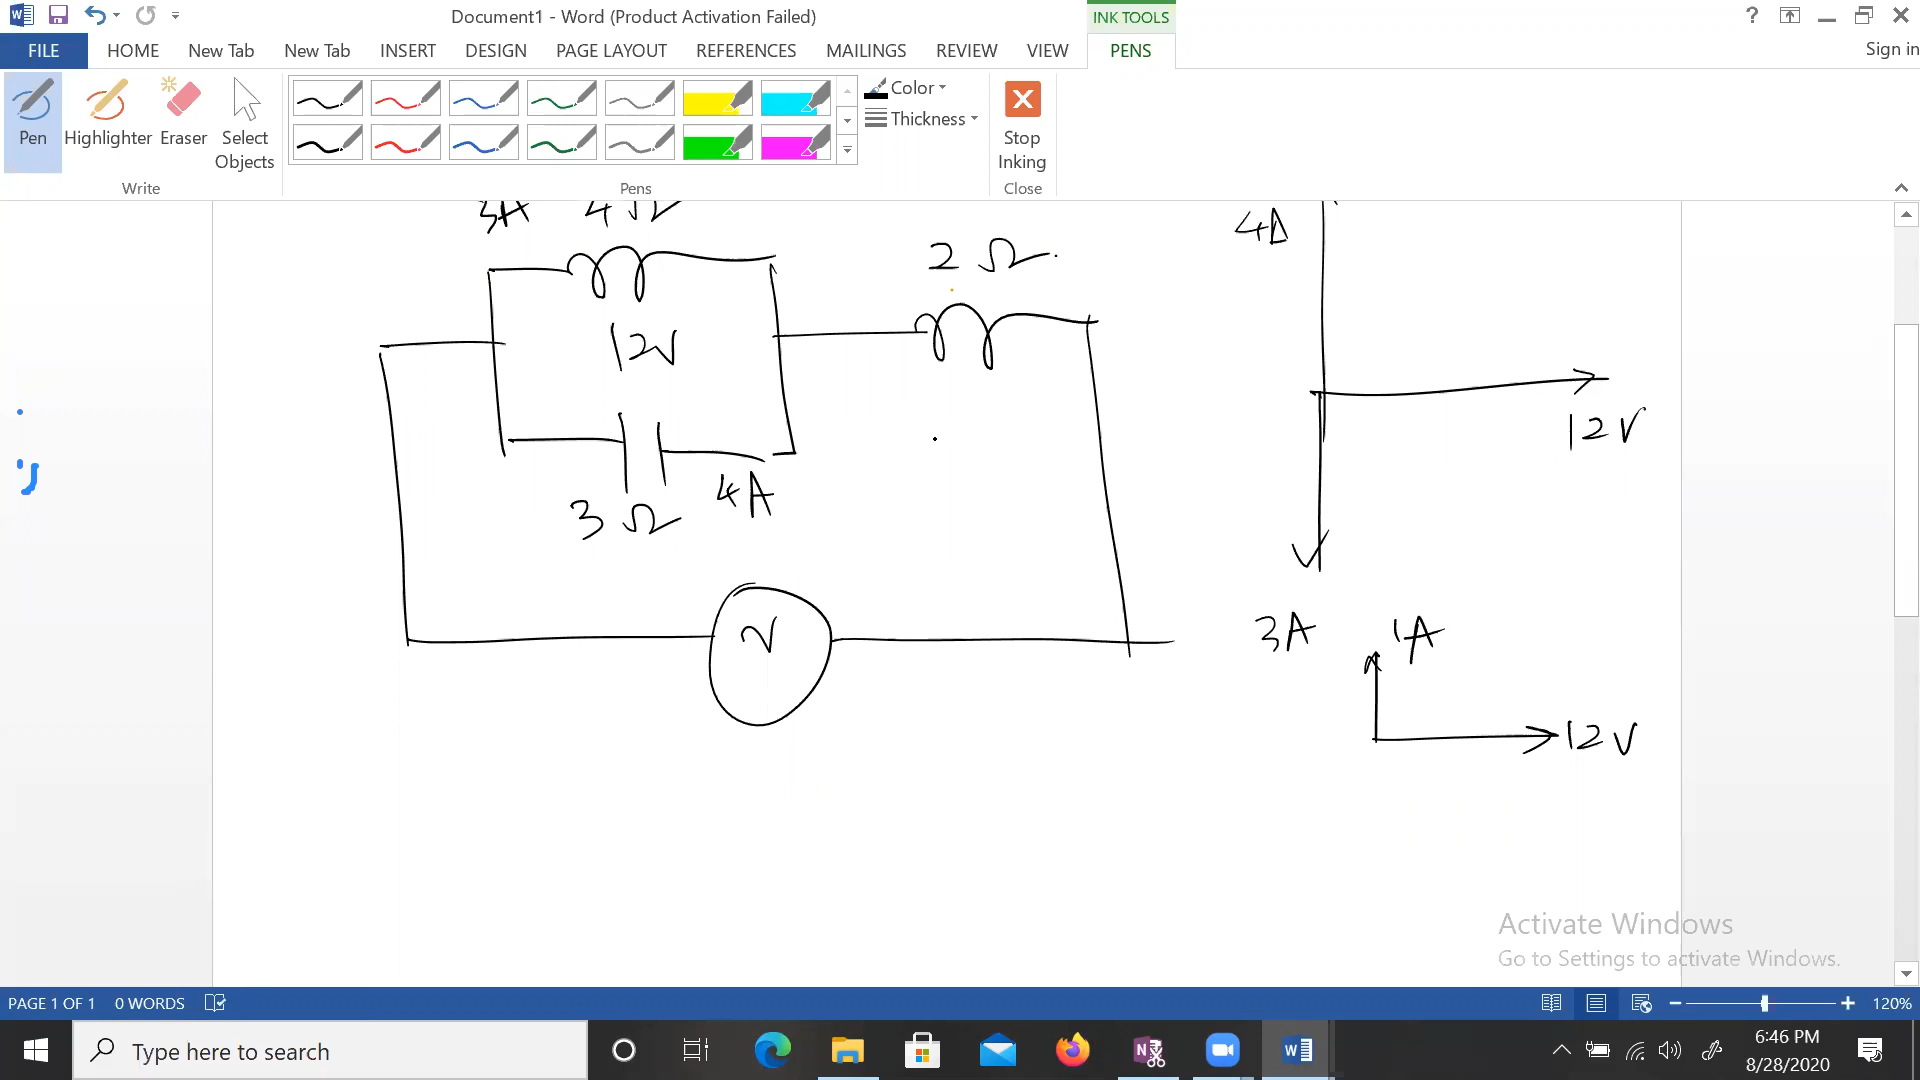 Document1 - Word (Product Activation Failed)
INK TOOLS
?
FILE HOME New Tab New Tab INSERT DESIGN PAGE LAYOUT REFERENCES MAILINGS REVIEW VIEW PENS
Sign in
Pen Highlighter Eraser Select Objects
Color
Thickness
Stop Inking
Write Pens Close
3A 4Ω
4A
2 Ω
12V
12V
4A
3 Ω
V
3A 1A
12V
Activate Windows
Go to Settings to activate Windows.
PAGE 1 OF 1 0 WORDS
120%
Type here to search
6:46 PM
8/28/2020